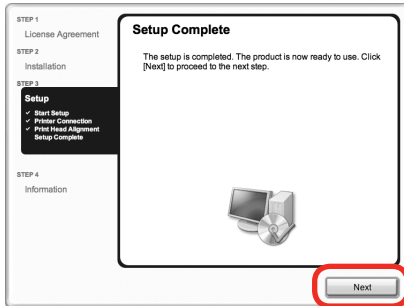 STEP 1
License Agreement
STEP 2
Installation
STEP 3
Setup
✓ Start Setup
✓ Printer Connection
✓ Print Head Alignment
Setup Complete
STEP 4
Information
Setup Complete
The setup is completed. The product is now ready to use. Click
[Next] to proceed to the next step.
Next